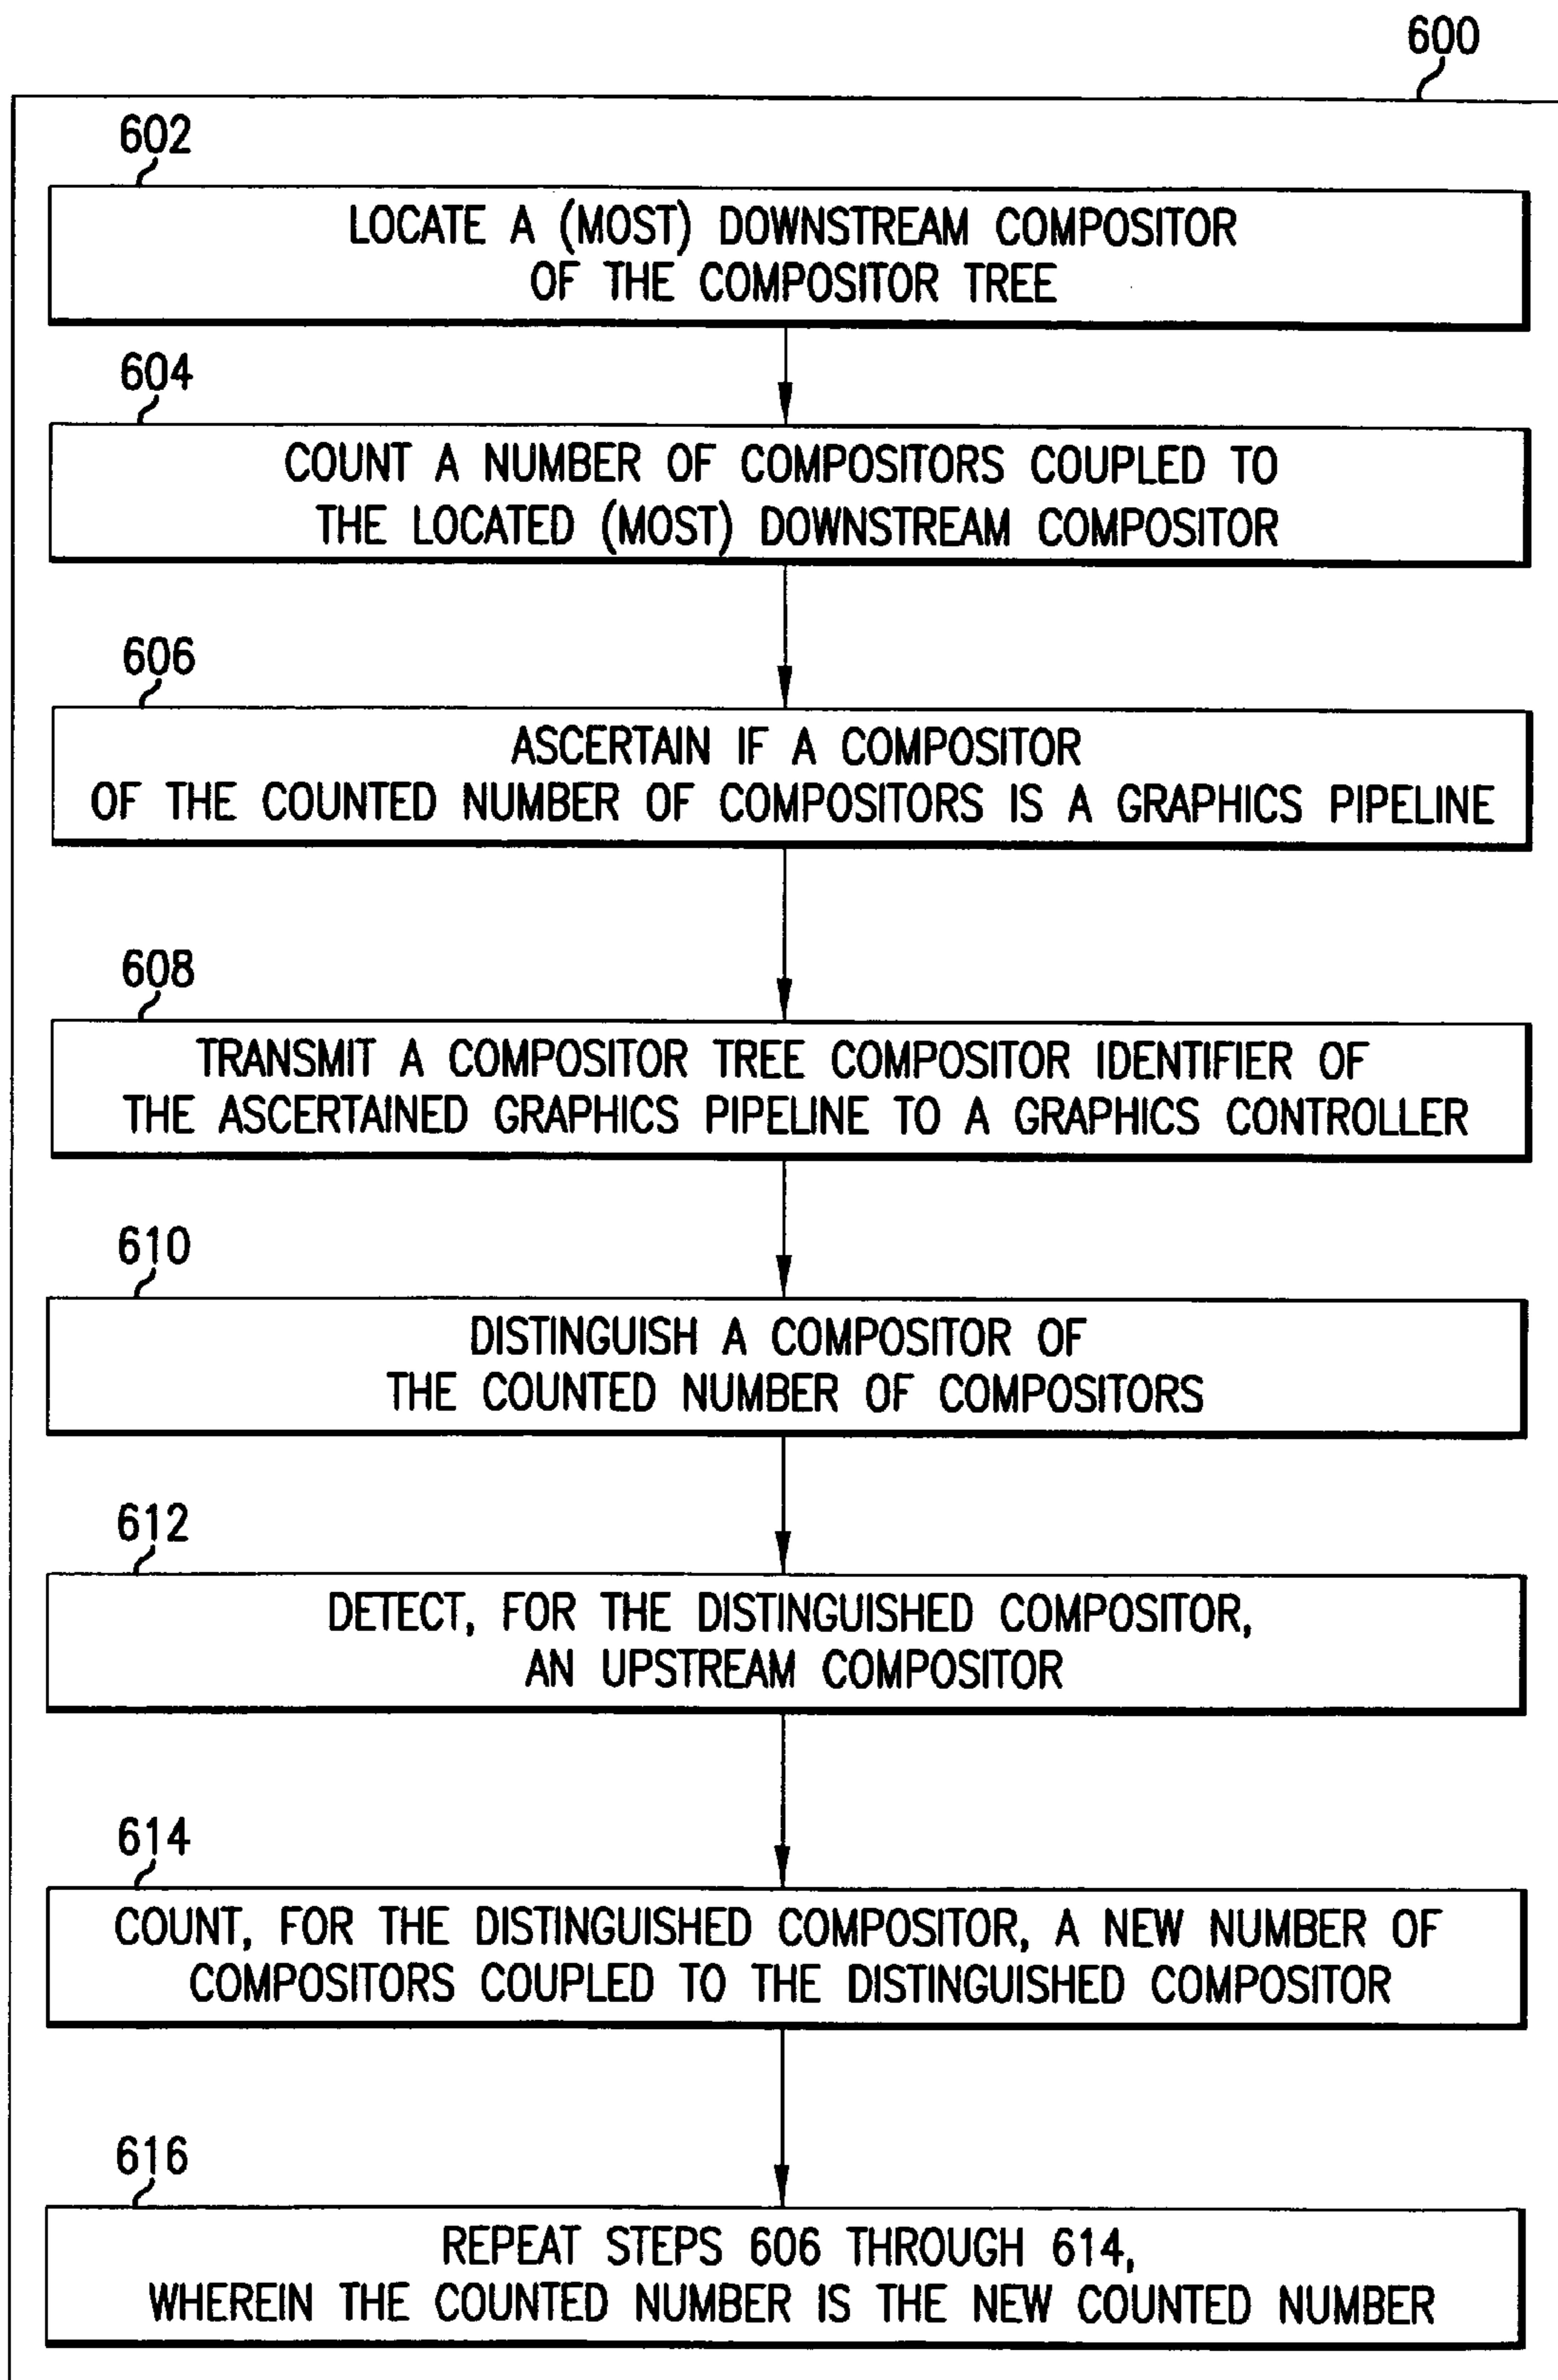 600
602
LOCATE A (MOST) DOWNSTREAM COMPOSITOR
OF THE COMPOSITOR TREE
604
COUNT A NUMBER OF COMPOSITORS COUPLED TO
THE LOCATED (MOST) DOWNSTREAM COMPOSITOR
606
ASCERTAIN IF A COMPOSITOR
OF THE COUNTED NUMBER OF COMPOSITORS IS A GRAPHICS PIPELINE
608
TRANSMIT A COMPOSITOR TREE COMPOSITOR IDENTIFIER OF
THE ASCERTAINED GRAPHICS PIPELINE TO A GRAPHICS CONTROLLER
610
DISTINGUISH A COMPOSITOR OF
THE COUNTED NUMBER OF COMPOSITORS
612
DETECT, FOR THE DISTINGUISHED COMPOSITOR,
AN UPSTREAM COMPOSITOR
614
COUNT, FOR THE DISTINGUISHED COMPOSITOR, A NEW NUMBER OF
COMPOSITORS COUPLED TO THE DISTINGUISHED COMPOSITOR
616
REPEAT STEPS 606 THROUGH 614,
WHEREIN THE COUNTED NUMBER IS THE NEW COUNTED NUMBER